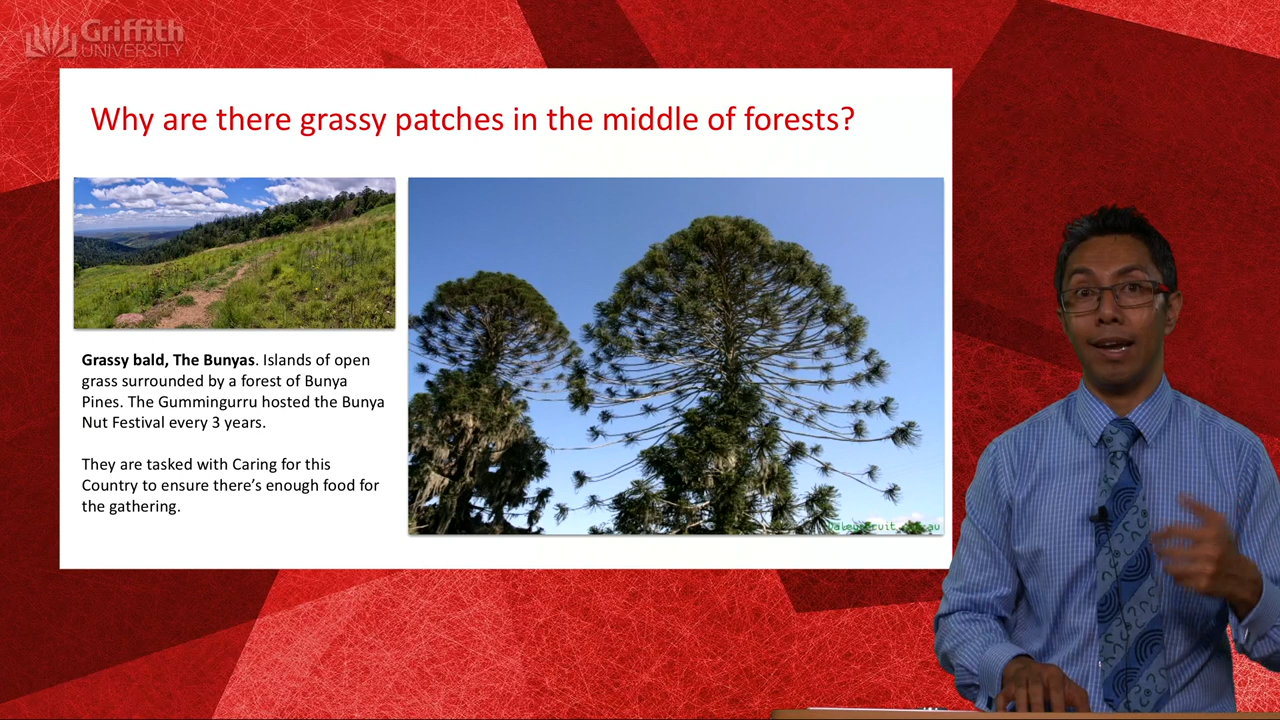 Griffith
UNIVERSITY
Why are there grassy patches in the middle of forests?
Grassy bald, The Bunyas. Islands of open
grass surrounded by a forest of Bunya
Pines. The Gummingurru hosted the Bunya
Nut Festival every 3 years.
They are tasked with Caring for this
Country to ensure there’s enough food for
the gathering.